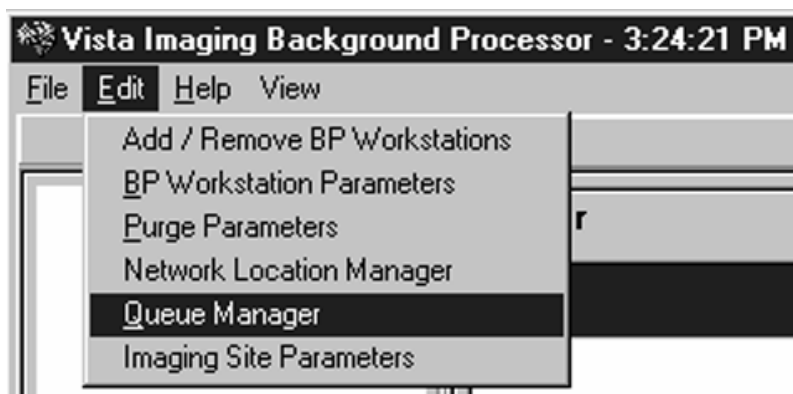 Vista Imaging Background Processor - 3:24:21 PM
File Edit Help View
Add / Remove BP Workstations
BP Workstation Parameters
Purge Parameters
r
Network Location Manager
Queue Manager
Imaging Site Parameters